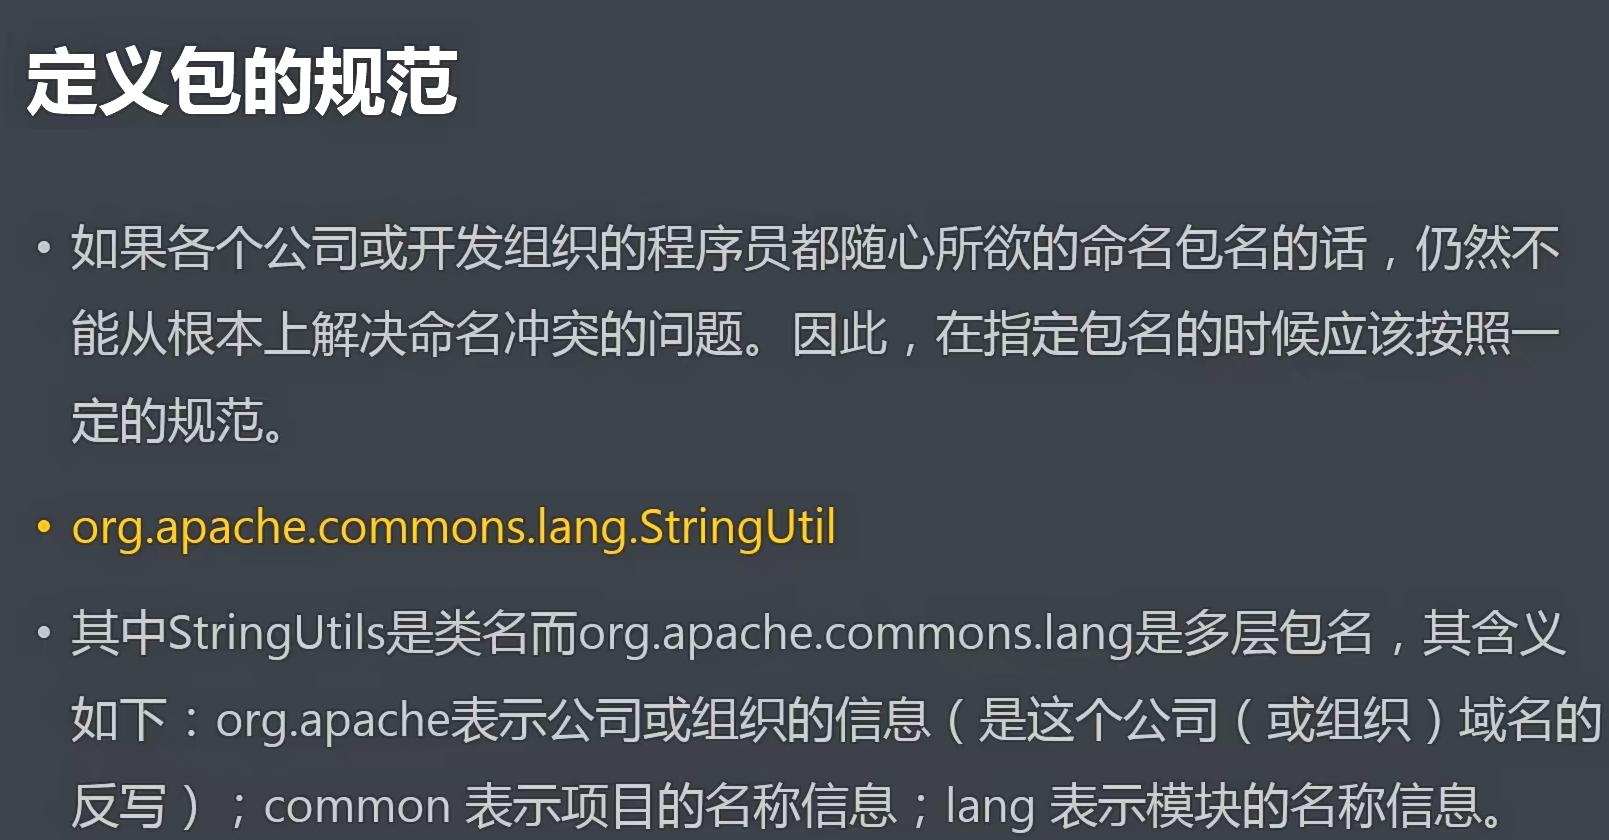 定义包的规范
• 如果各个公司或开发组织的程序员都随心所欲的命名包名的话，仍然不
能从根本上解决命名冲突的问题。因此，在指定包名的时候应该按照一
定的规范。
• org.apache.commons.lang.StringUtil
• 其中StringUtils是类名而org.apache.commons.lang是多层包名，其含义
如下：org.apache表示公司或组织的信息（是这个公司（或组织）域名的
反写）；common 表示项目的名称信息；lang 表示模块的名称信息。